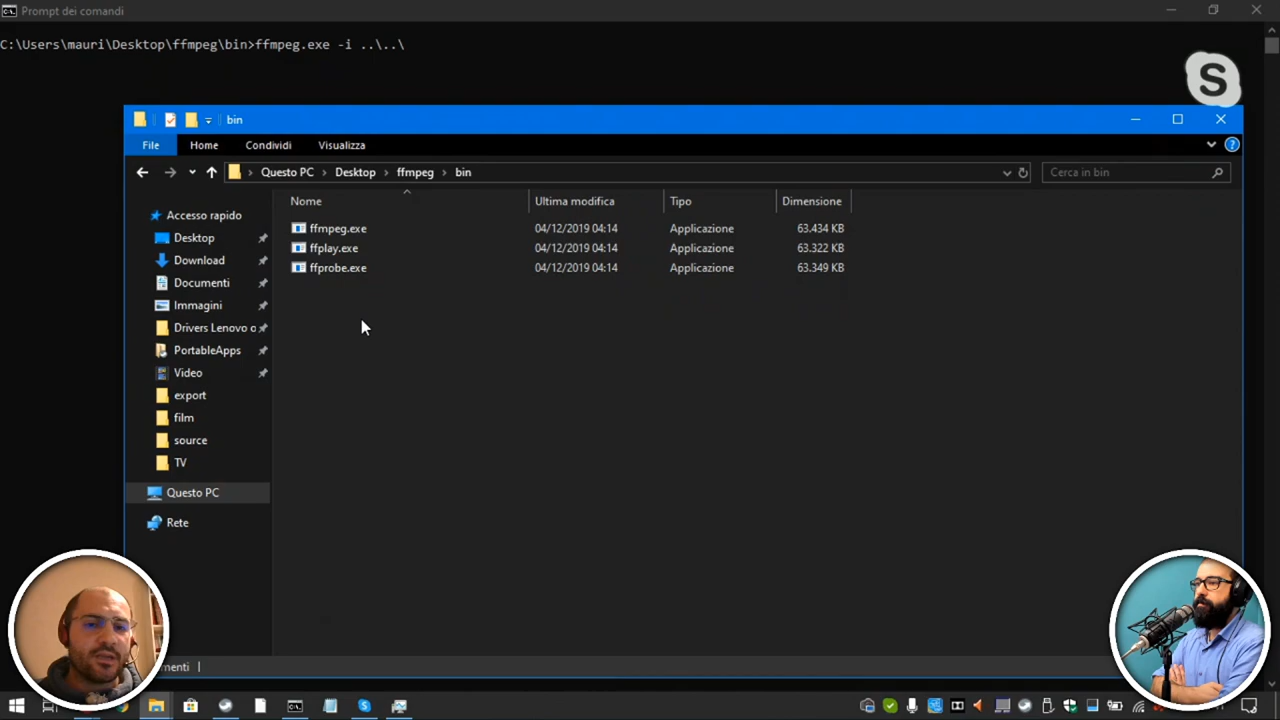 Prompt dei comandi
C:\Users\mauri\Desktop\ffmpeg\bin>ffmpeg.exe -i ..\..\
S
bin
File Home Condividi Visualizza
Questo PC > Desktop > ffmpeg > bin
Cerca in bin
Nome Ultima modifica Tipo Dimensione
ffmpeg.exe 04/12/2019 04:14 Applicazione 63.434 KB
ffplay.exe 04/12/2019 04:14 Applicazione 63.322 KB
ffprobe.exe 04/12/2019 04:14 Applicazione 63.349 KB
Accesso rapido
Desktop
Download
Documenti
Immagini
Drivers Lenovo o
PortableApps
Video
export
film
source
TV
Questo PC
Rete
menti